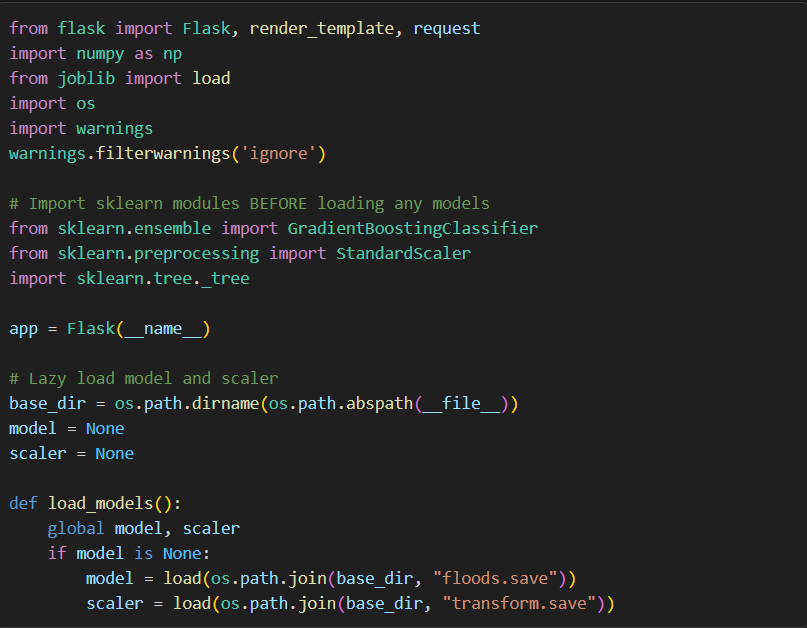 from flask import Flask, render_template, request
import numpy as np
from joblib import load
import os
import warnings
warnings.filterwarnings('ignore')

# Import sklearn modules BEFORE loading any models
from sklearn.ensemble import GradientBoostingClassifier
from sklearn.preprocessing import StandardScaler
import sklearn.tree._tree

app = Flask(__name__)

# Lazy load model and scaler
base_dir = os.path.dirname(os.path.abspath(__file__))
model = None
scaler = None

def load_models():
    global model, scaler
    if model is None:
        model = load(os.path.join(base_dir, "floods.save"))
        scaler = load(os.path.join(base_dir, "transform.save"))